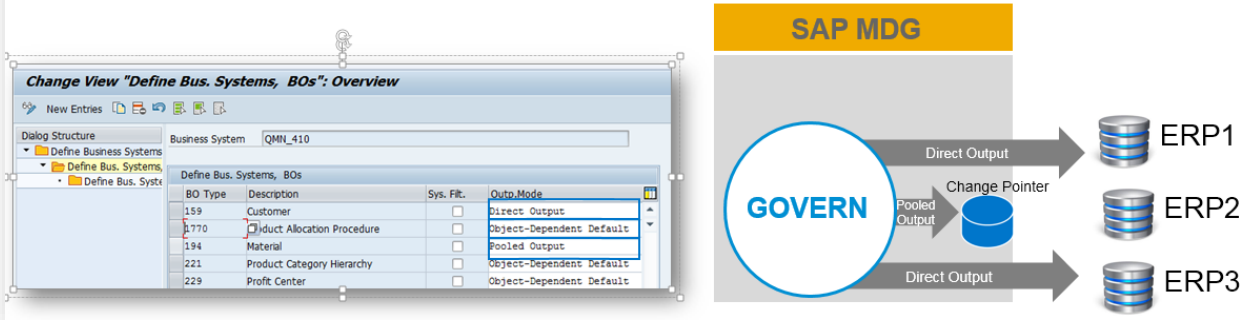 Change View "Define Bus. Systems, BOs": Overview
New Entries
Dialog Structure
Define Business Systems
Define Bus. Systems,
Define Bus. Syste
Business System QMN_410
Define Bus. Systems, BOs
BO Type Description Sys. Filt. Outp.Mode
159 Customer Direct Output
1770 duct Allocation Procedure Object-Dependent Default
194 Material Pooled Output
221 Product Category Hierarchy Object-Dependent Default
229 Profit Center Object-Dependent Default
SAP MDG
GOVERN
Direct Output
Pooled
Output
Change Pointer
Direct Output
ERP1
ERP2
ERP3